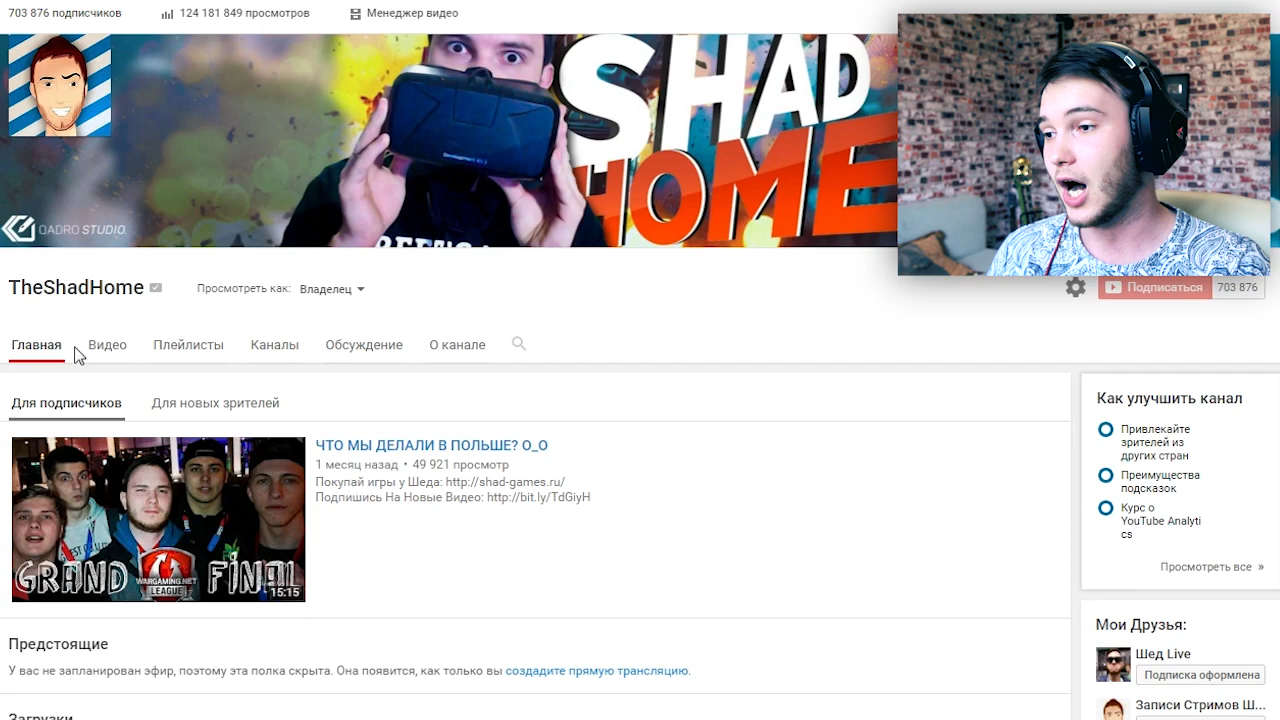 703 876 подписчиков
124 181 849 просмотров
Менеджер видео
SHAD
HOME
QADRO STUDIO
TheShadHome
Просмотреть как: Владелец
Подписаться 703 876
Главная
Видео
Плейлисты
Каналы
Обсуждение
О канале
Для подписчиков
Для новых зрителей
ЧТО МЫ ДЕЛАЛИ В ПОЛЬШЕ? O_O
1 месяц назад • 49 921 просмотр
Покупай игры у Шеда: http://shad-games.ru/
Подпишись На Новые Видео: http://bit.ly/TdGiyH
GRAND FINAL
WARGAMING.NET
LEAGUE
15:15
Предстоящие
У вас не запланирован эфир, поэтому эта полка скрыта. Она появится, как только вы создадите прямую трансляцию.
Загрузки
Как улучшить канал
Привлекайте
зрителей из
других стран
Преимущества
подсказок
Курс о
YouTube Analyti
cs
Просмотреть все »
Мои Друзья:
Шед Live
Подписка оформлена
Записи Стримов Ш...